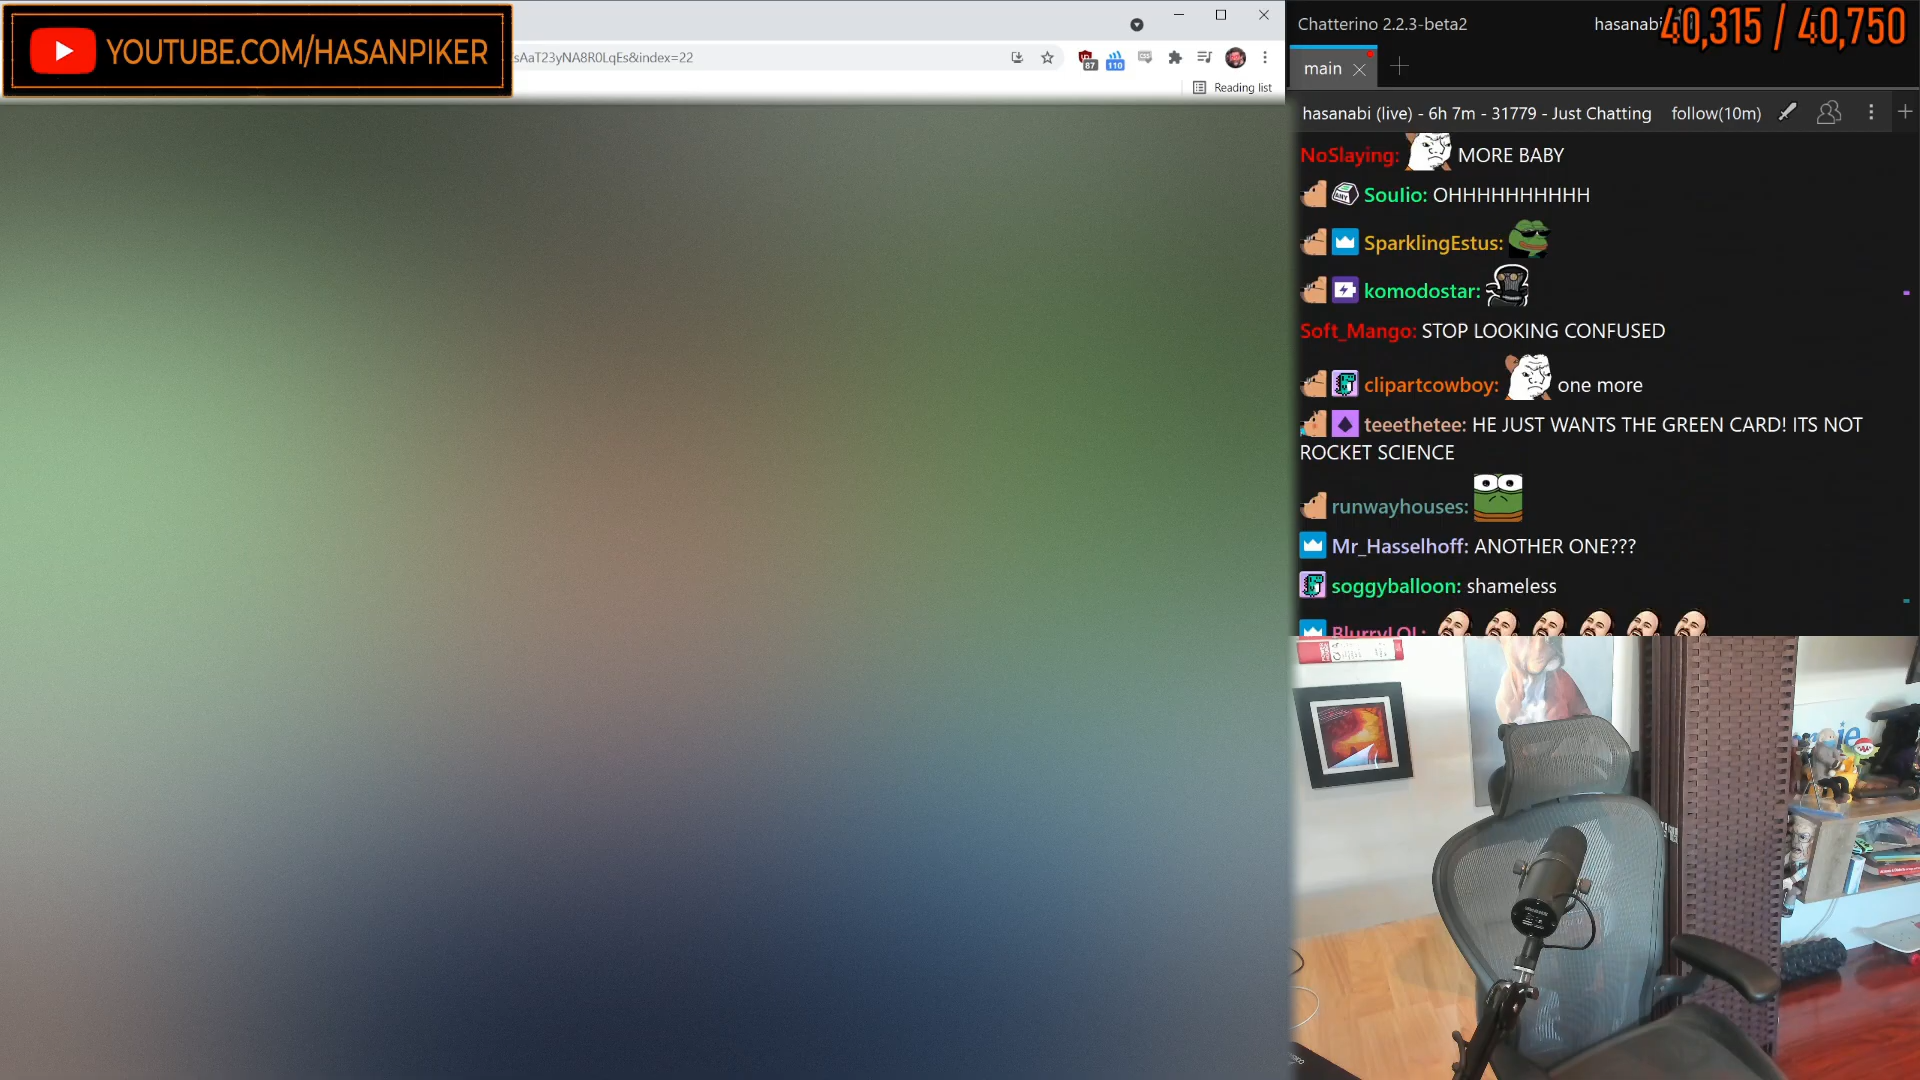 YOUTUBE.COM/HASANPIKER
sAaT23yNA8R0LqEs&index=22
87
110
Reading list
Chatterino 2.2.3-beta2
hasanabi
40,315 / 40,750
main
hasanabi (live) - 6h 7m - 31779 - Just Chatting
follow(10m)
NoSlaying: MORE BABY
Soulio: OHHHHHHHHHH
SparklingEstus:
komodostar:
Soft_Mango: STOP LOOKING CONFUSED
clipartcowboy: one more
teeethetee: HE JUST WANTS THE GREEN CARD! ITS NOT
ROCKET SCIENCE
runwayhouses:
Mr_Hasselhoff: ANOTHER ONE???
soggyballoon: shameless
BlurryLOL: